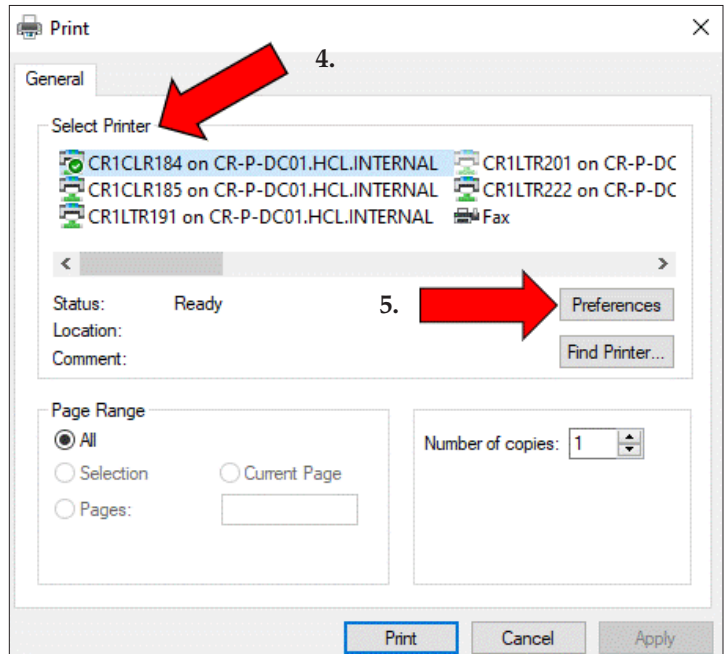 Print
4.
General
Select Printer
CR1CLR184 on CR-P-DC01.HCL.INTERNAL CR1LTR201 on CR-P-DC
CR1CLR185 on CR-P-DC01.HCL.INTERNAL CR1LTR222 on CR-P-DC
CR1LTR191 on CR-P-DC01.HCL.INTERNAL Fax
Status: Ready 5. Preferences
Location:
Comment: Find Printer...
Page Range
All Number of copies: 1
Selection Current Page
Pages:
Print Cancel Apply